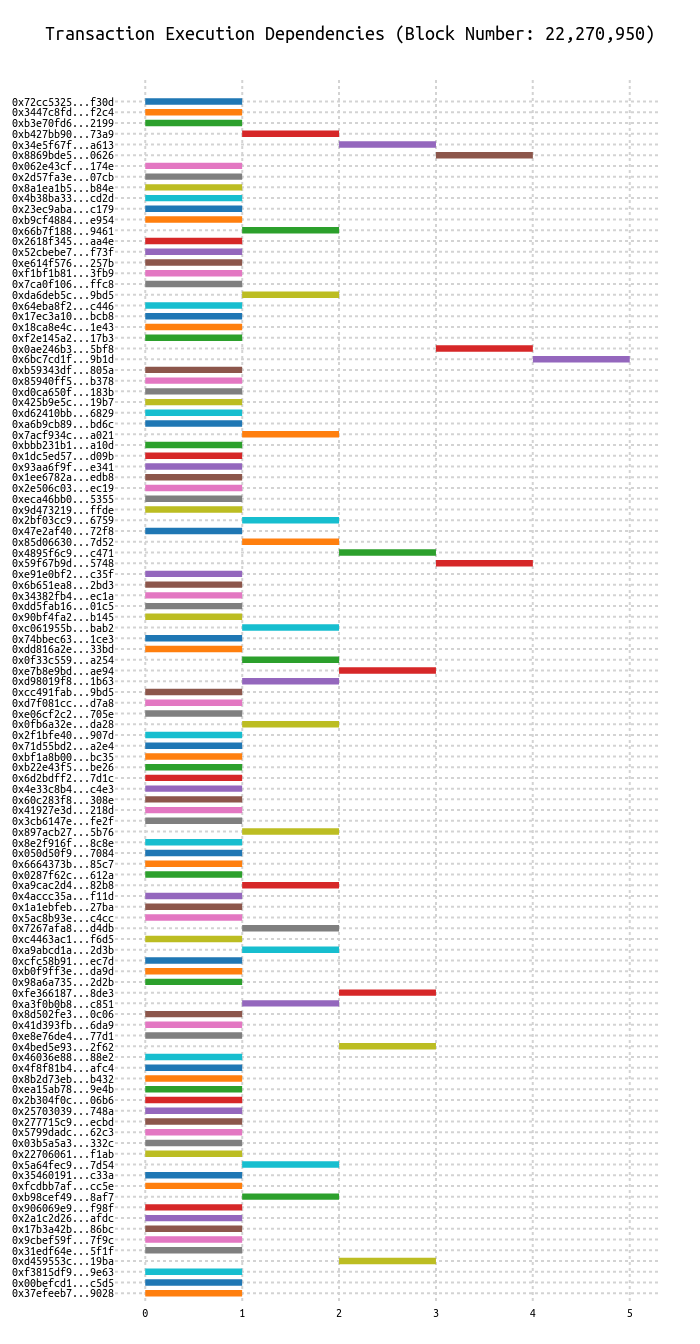 Transaction Execution Dependencies (Block Number: 22,270,950)
0x72cc5325...f30d
0x3447c8fd...f2c4
0xb3e70fd6...2199
0xb427bb90...73a9
0x34e5f67f...a613
0x8869bde5...0626
0x062e43cf...174e
0x2d57fa3e...07cb
0x8a1ea1b5...b84e
0x4b38ba33...cd2d
0x23ec9aba...c179
0xb9cf4884...e954
0x66b7f188...9461
0x2618f345...aa4e
0x52cbebe7...f73f
0xe614f576...257b
0xf1bf1b81...3fb9
0x7ca0f106...ffc8
0xda6deb5c...9bd5
0x64eba8f2...c446
0x17ec3a10...bcb8
0x18ca8e4c...1e43
0xf2e145a2...17b3
0x0ae246b3...5bf8
0x6bc7cd1f...9b1d
0xb59343df...805a
0x85940ff5...b378
0xd0ca650f...183b
0x425b9e5c...19b7
0xd62410bb...6829
0xa6b9cb89...bd6c
0x7acf934c...a021
0xbbb231b1...a10d
0x1dc5ed57...d09b
0x93aa6f9f...e341
0x1ee6782a...edb8
0x2e506c03...ec19
0xeca46bb0...5355
0x9d473219...ffde
0x2bf03cc9...6759
0x47e2af40...72f8
0x85d06630...7d52
0x4895f6c9...c471
0x59f67b9d...5748
0xe91e0bf2...c35f
0x6b651ea8...2bd3
0x34382fb4...ec1a
0xdd5fab16...01c5
0x90bf4fa2...b145
0xc061955b...bab2
0x74bbec63...1ce3
0xdd816a2e...33bd
0x0f33c559...a254
0xe7b8e9bd...ae94
0xd98019f8...1b63
0xcc491fab...9bd5
0xd7f081cc...d7a8
0xe06cf2c2...705e
0x0fb6a32e...da28
0x2f1bfe40...907d
0x71d55bd2...a2e4
0xbf1a8b00...bc35
0xb22e43f5...be26
0x6d2bdff2...7d1c
0x4e33c8b4...c4e3
0x60c283f8...308e
0x41927e3d...218d
0x3cb6147e...fe2f
0x897acb27...5b76
0x8e2f916f...8c8e
0x050d50f9...7084
0x6664373b...85c7
0x0287f62c...612a
0xa9cac2d4...82b8
0x4accc35a...f11d
0x1a1ebfeb...27ba
0x5ac8b93e...c4cc
0x7267afa8...d4db
0xc4463ac1...f6d5
0xa9abcd1a...2d3b
0xcfc58b91...ec7d
0xb0f9ff3e...da9d
0x98a6a735...2d2b
0xfe366187...8de3
0xa3f0b0b8...c851
0x8d502fe3...0c06
0x41d393fb...6da9
0xe8e76de4...77d1
0x4bed5e93...2f62
0x46036e88...88e2
0x4f8f81b4...afc4
0x8b2d73eb...b432
0xea15ab78...9e4b
0x2b304f0c...06b6
0x25703039...748a
0x277715c9...ecbd
0x5799dadc...62c3
0x03b5a5a3...332c
0x22706061...f1ab
0x5a64fec9...7d54
0x35460191...c33a
0xfcdbb7af...cc5e
0xb98cef49...8af7
0x906069e9...f98f
0x2a1c2d26...afdc
0x17b3a42b...86bc
0x9cbef59f...7f9c
0x31edf64e...5f1f
0xd459553c...19ba
0xf3815df9...9e63
0x00befcd1...c5d5
0x37efeeb7...9028
0 1 2 3 4 5